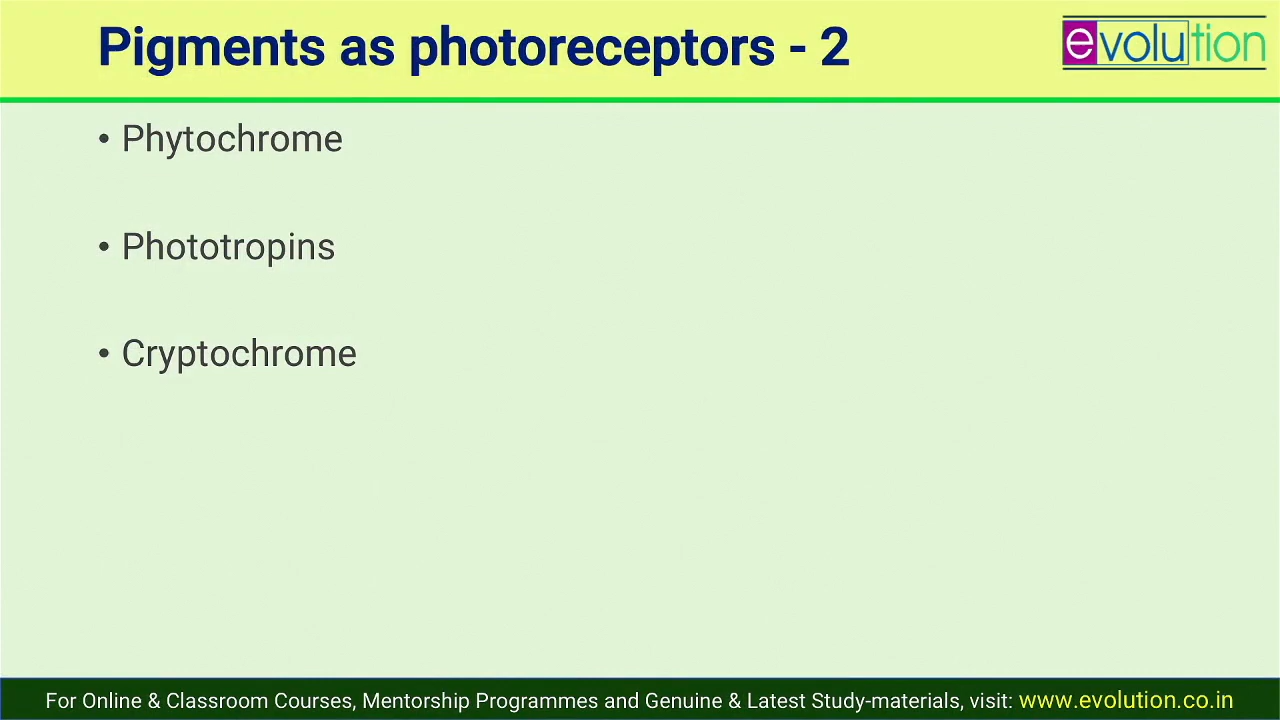 Pigments as photoreceptors - 2
evolution
• Phytochrome
• Phototropins
• Cryptochrome
For Online & Classroom Courses, Mentorship Programmes and Genuine & Latest Study-materials, visit: www.evolution.co.in